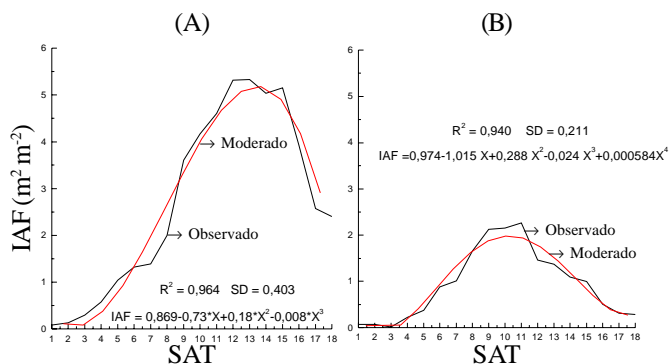 (A)
(B)
IAF (m² m⁻²)
6
5
4
3
2
1
0
Moderado
Observado
R² = 0,964 SD = 0,403
IAF = 0,869-0,73*X+0,18*X²-0,008*X³
1 2 3 4 5 6 7 8 9 10 11 12 13 14 15 16 17 18
SAT
6
5
4
3
2
1
0
R² = 0,940 SD = 0,211
IAF =0,974-1,015 X+0,288 X²-0,024 X³+0,000584X⁴
Observado
Moderado
1 2 3 4 5 6 7 8 9 10 11 12 13 14 15 16 17 18
SAT